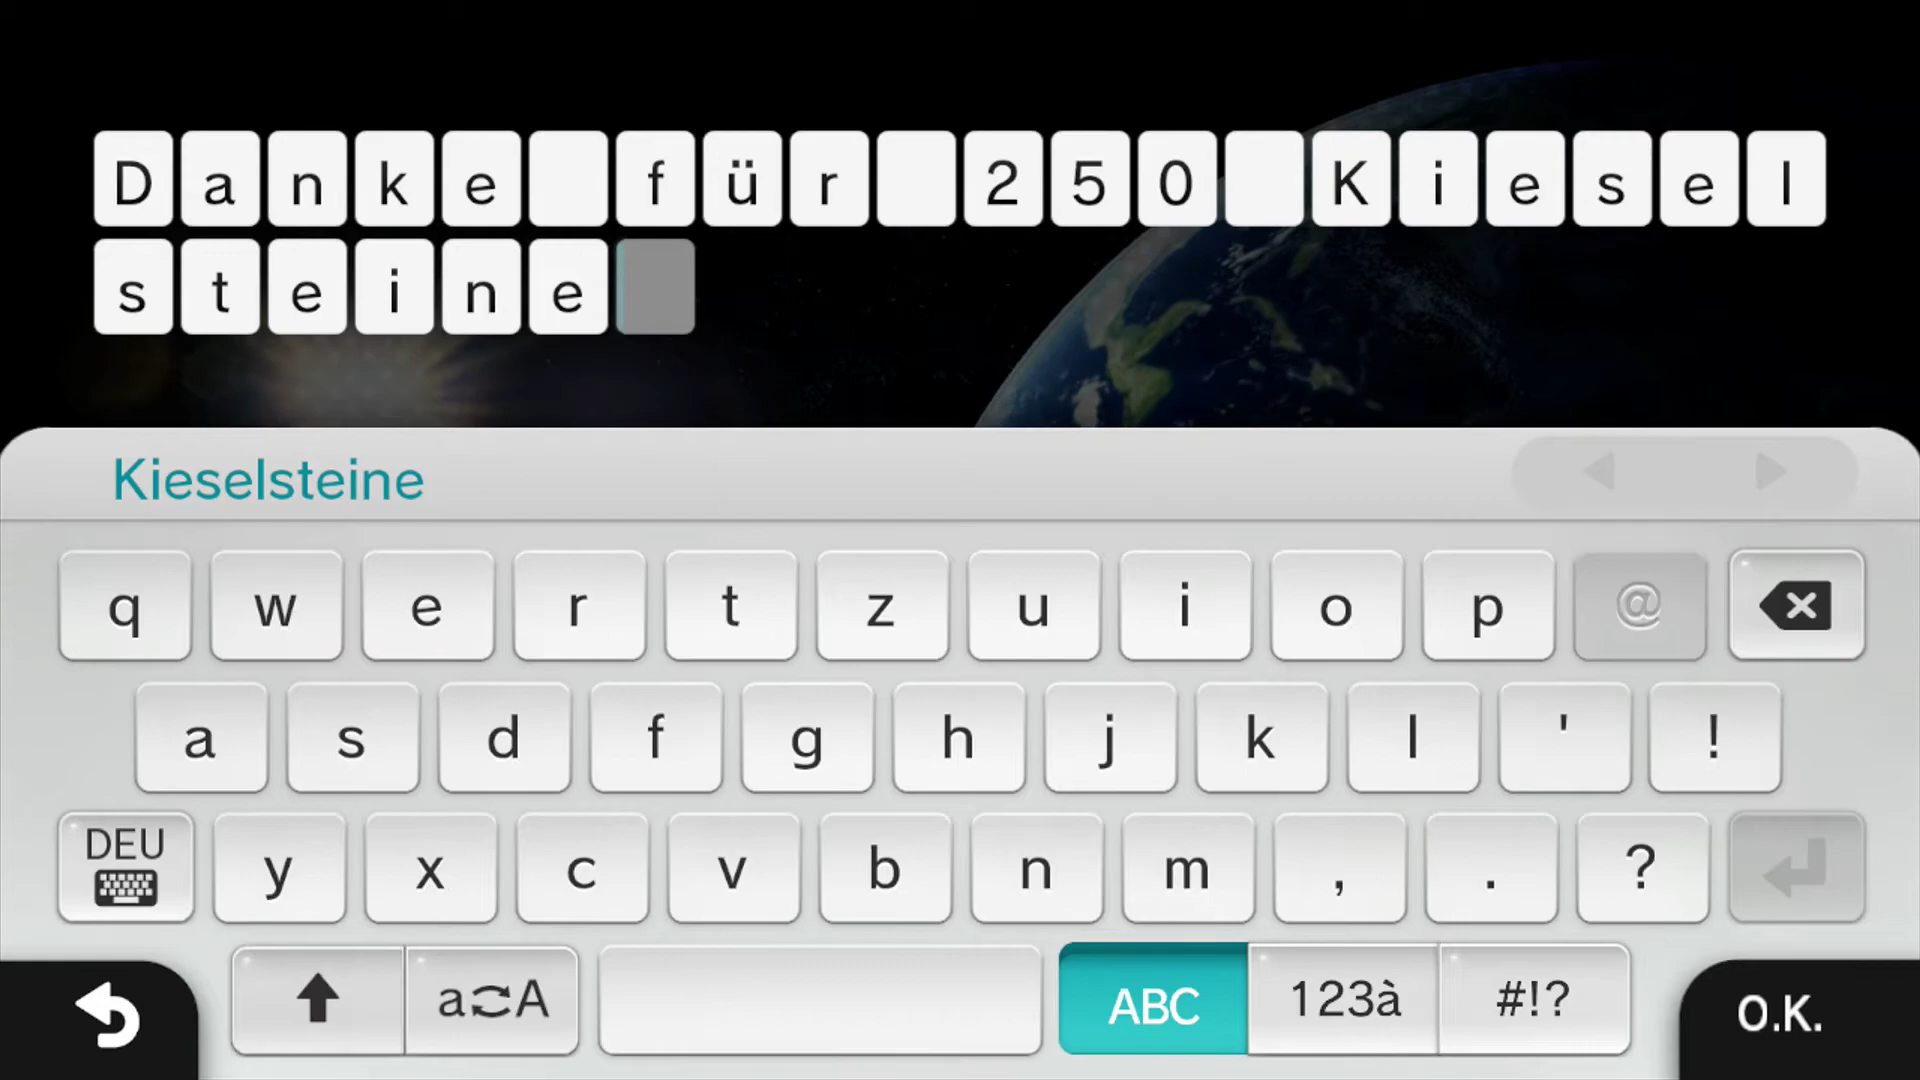 Danke für 250 Kiesel
steine
Kieselsteine
q w e r t z u i o p @
a s d f g h j k l ' !
DEU y x c v b n m , . ?
a A ABC 123à #!? O.K.